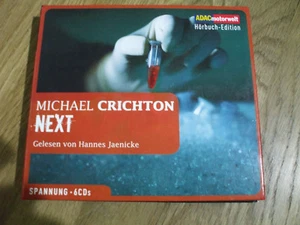 ADACmotorwelt
Hörbuch-Edition
MICHAEL CRICHTON
NEXT
Gelesen von Hannes Jaenicke
SPANNUNG · 6CDs